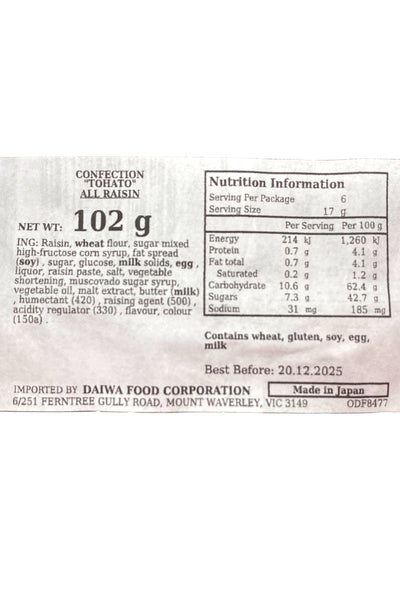 CONFECTION
"TOHATO"
ALL RAISIN
NET WT: 102 g
ING: Raisin, wheat flour, sugar mixed
high-fructose corn syrup, fat spread
(soy) , sugar, glucose, milk solids, egg ,
liquor, raisin paste, salt, vegetable
shortening, muscovado sugar syrup,
vegetable oil, malt extract, butter (milk)
, humectant (420) , raising agent (500) ,
acidity regulator (330) , flavour, colour
(150a) .
Nutrition Information
Serving Per Package 6
Serving Size 17 g
Per Serving Per 100 g
Energy 214 kJ 1,260 kJ
Protein 0.7 g 4.1 g
Fat total 0.7 g 4.1 g
Saturated 0.2 g 1.2 g
Carbohydrate 10.6 g 62.4 g
Sugars 7.3 g 42.7 g
Sodium 31 mg 185 mg
Contains wheat, gluten, soy, egg,
milk
Best Before: 20.12.2025
IMPORTED BY DAIWA FOOD CORPORATION Made in Japan
6/251 FERNTREE GULLY ROAD, MOUNT WAVERLEY, VIC 3149 ODF8477